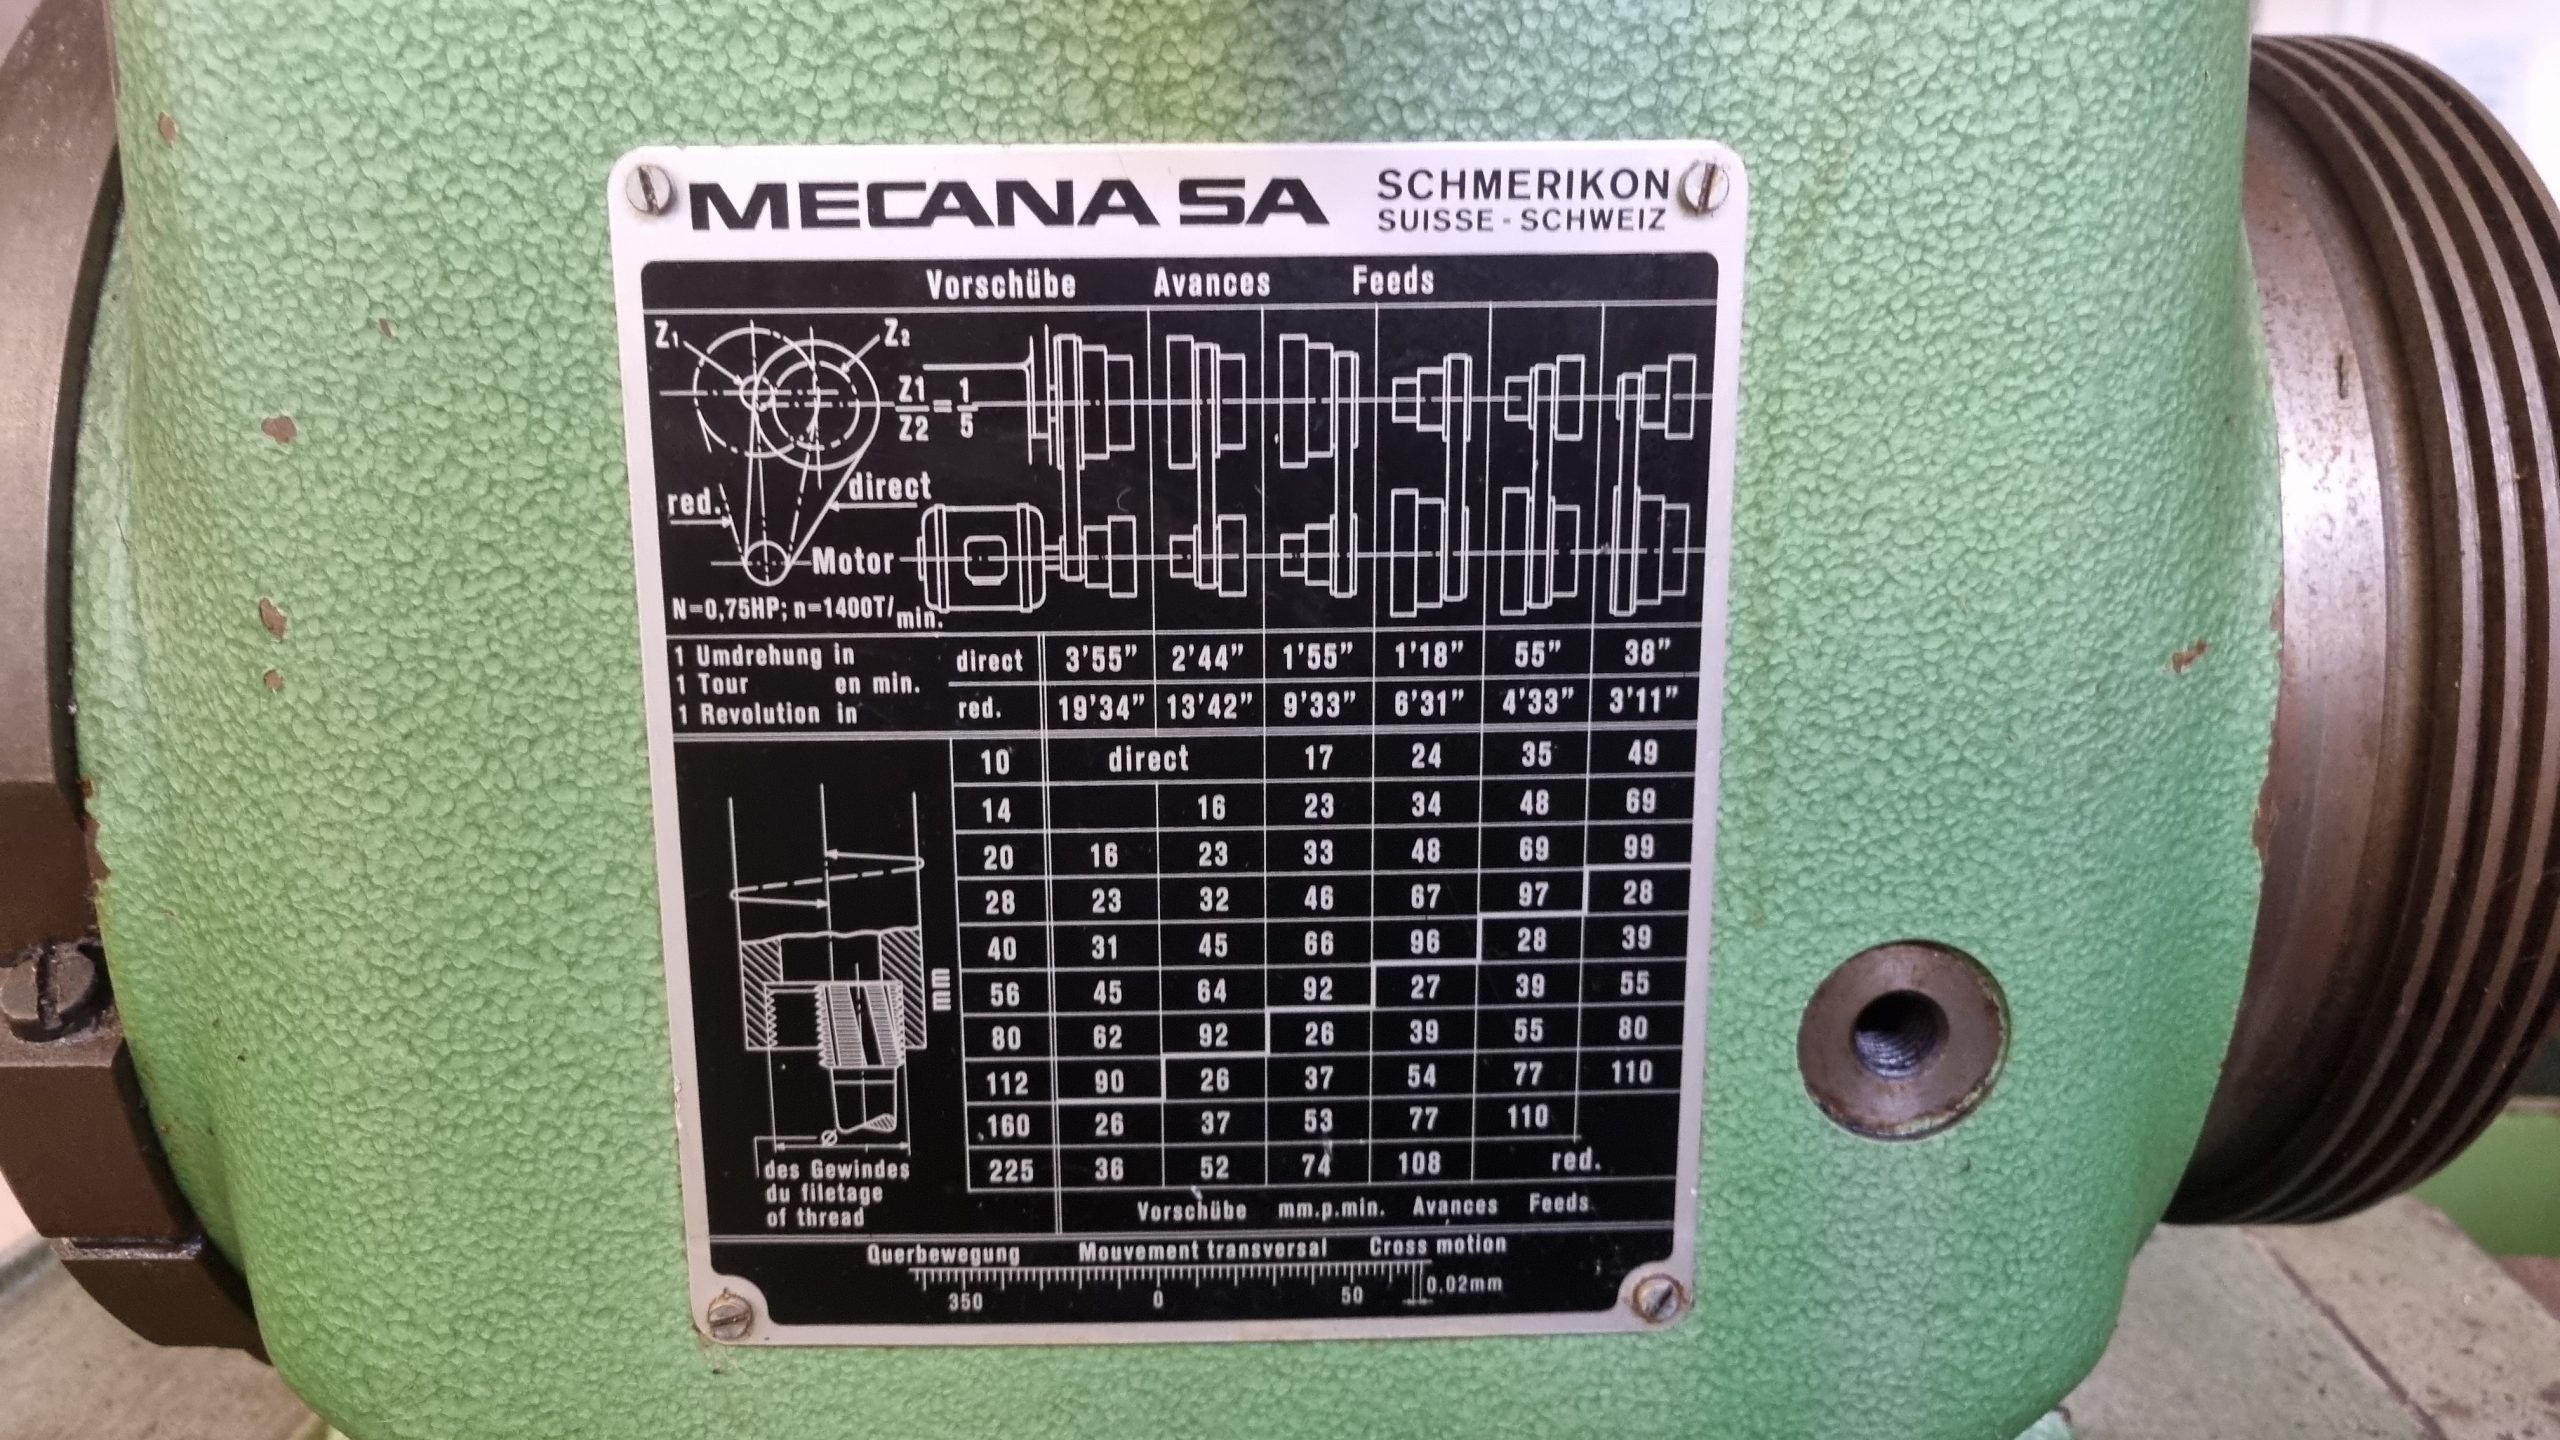 MECANA SA SCHMERIKON
SUISSE - SCHWEIZ
Vorschübe Avances Feeds
Z1 Z2
Z1/Z2 = 1/5
red. direct
Motor
N=0,75HP; n=1400T/min.
1 Umdrehung in
1 Tour en min.
1 Revolution in
direct 3'55" 2'44" 1'55" 1'18" 55" 38"
red. 19'34" 13'42" 9'33" 6'31" 4'33" 3'11"
10 direct 17 24 35 49
14 16 23 34 48 69
20 16 23 33 48 69 99
28 23 32 46 67 97 28
40 31 45 66 96 28 39
56 45 64 92 27 39 55
80 62 92 26 39 55 80
112 90 26 37 54 77 110
160 26 37 53 77 110
225 36 52 74 108 red.
mm
Ø
des Gewindes
du filetage
of thread
Vorschübe mm.p.min. Avances Feeds
Querbewegung Mouvement transversal Cross motion
350 0 50 0,02mm